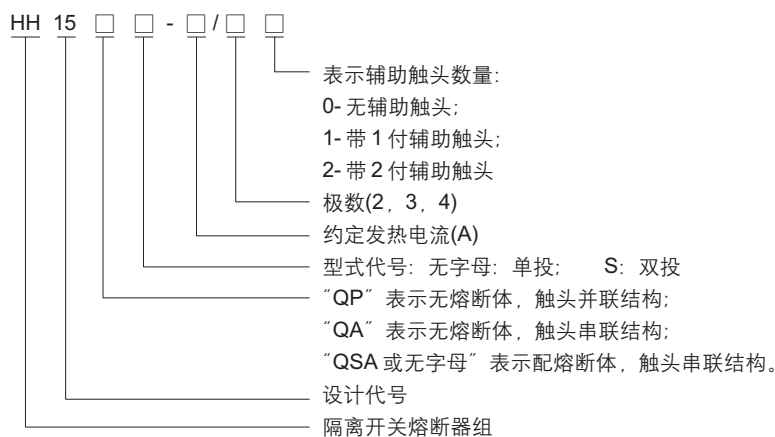 HH 15 □ □ - □ / □ □
表示辅助触头数量:
0- 无辅助触头;
1- 带 1 付辅助触头;
2- 带 2 付辅助触头
极数(2，3，4)
约定发热电流(A)
型式代号：无字母：单投; S：双投
″QP″ 表示无熔断体，触头并联结构;
″QA″ 表示无熔断体，触头串联结构;
″QSA 或无字母″ 表示配熔断体，触头串联结构。
设计代号
隔离开关熔断器组